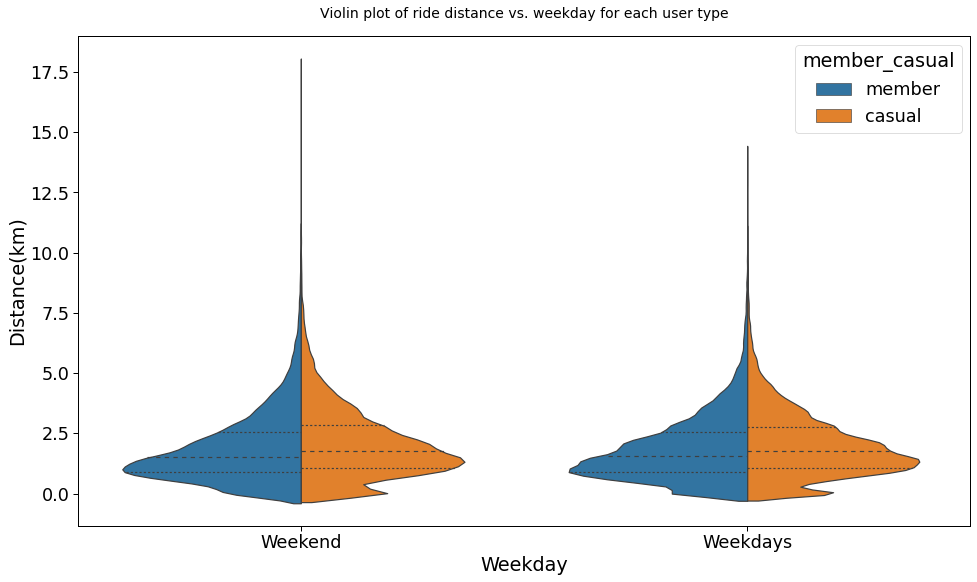 Violin plot of ride distance vs. weekday for each user type
member_casual
member
casual
17.5
15.0
12.5
10.0
7.5
5.0
2.5
0.0
Distance(km)
Weekend
Weekdays
Weekday